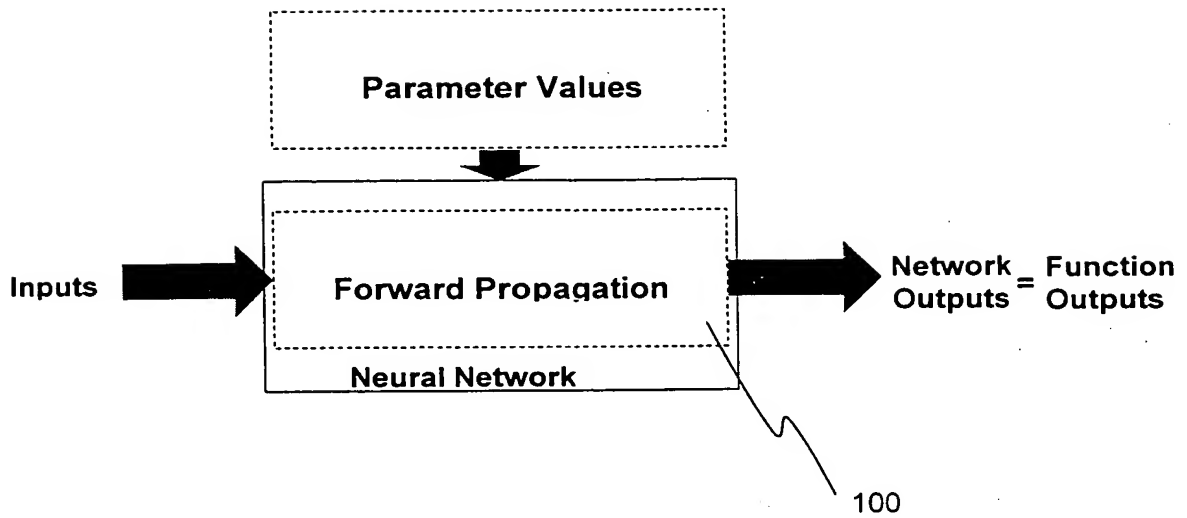 Parameter Values
Inputs
Forward Propagation
Network = Function
Outputs Outputs
Neural Network
100